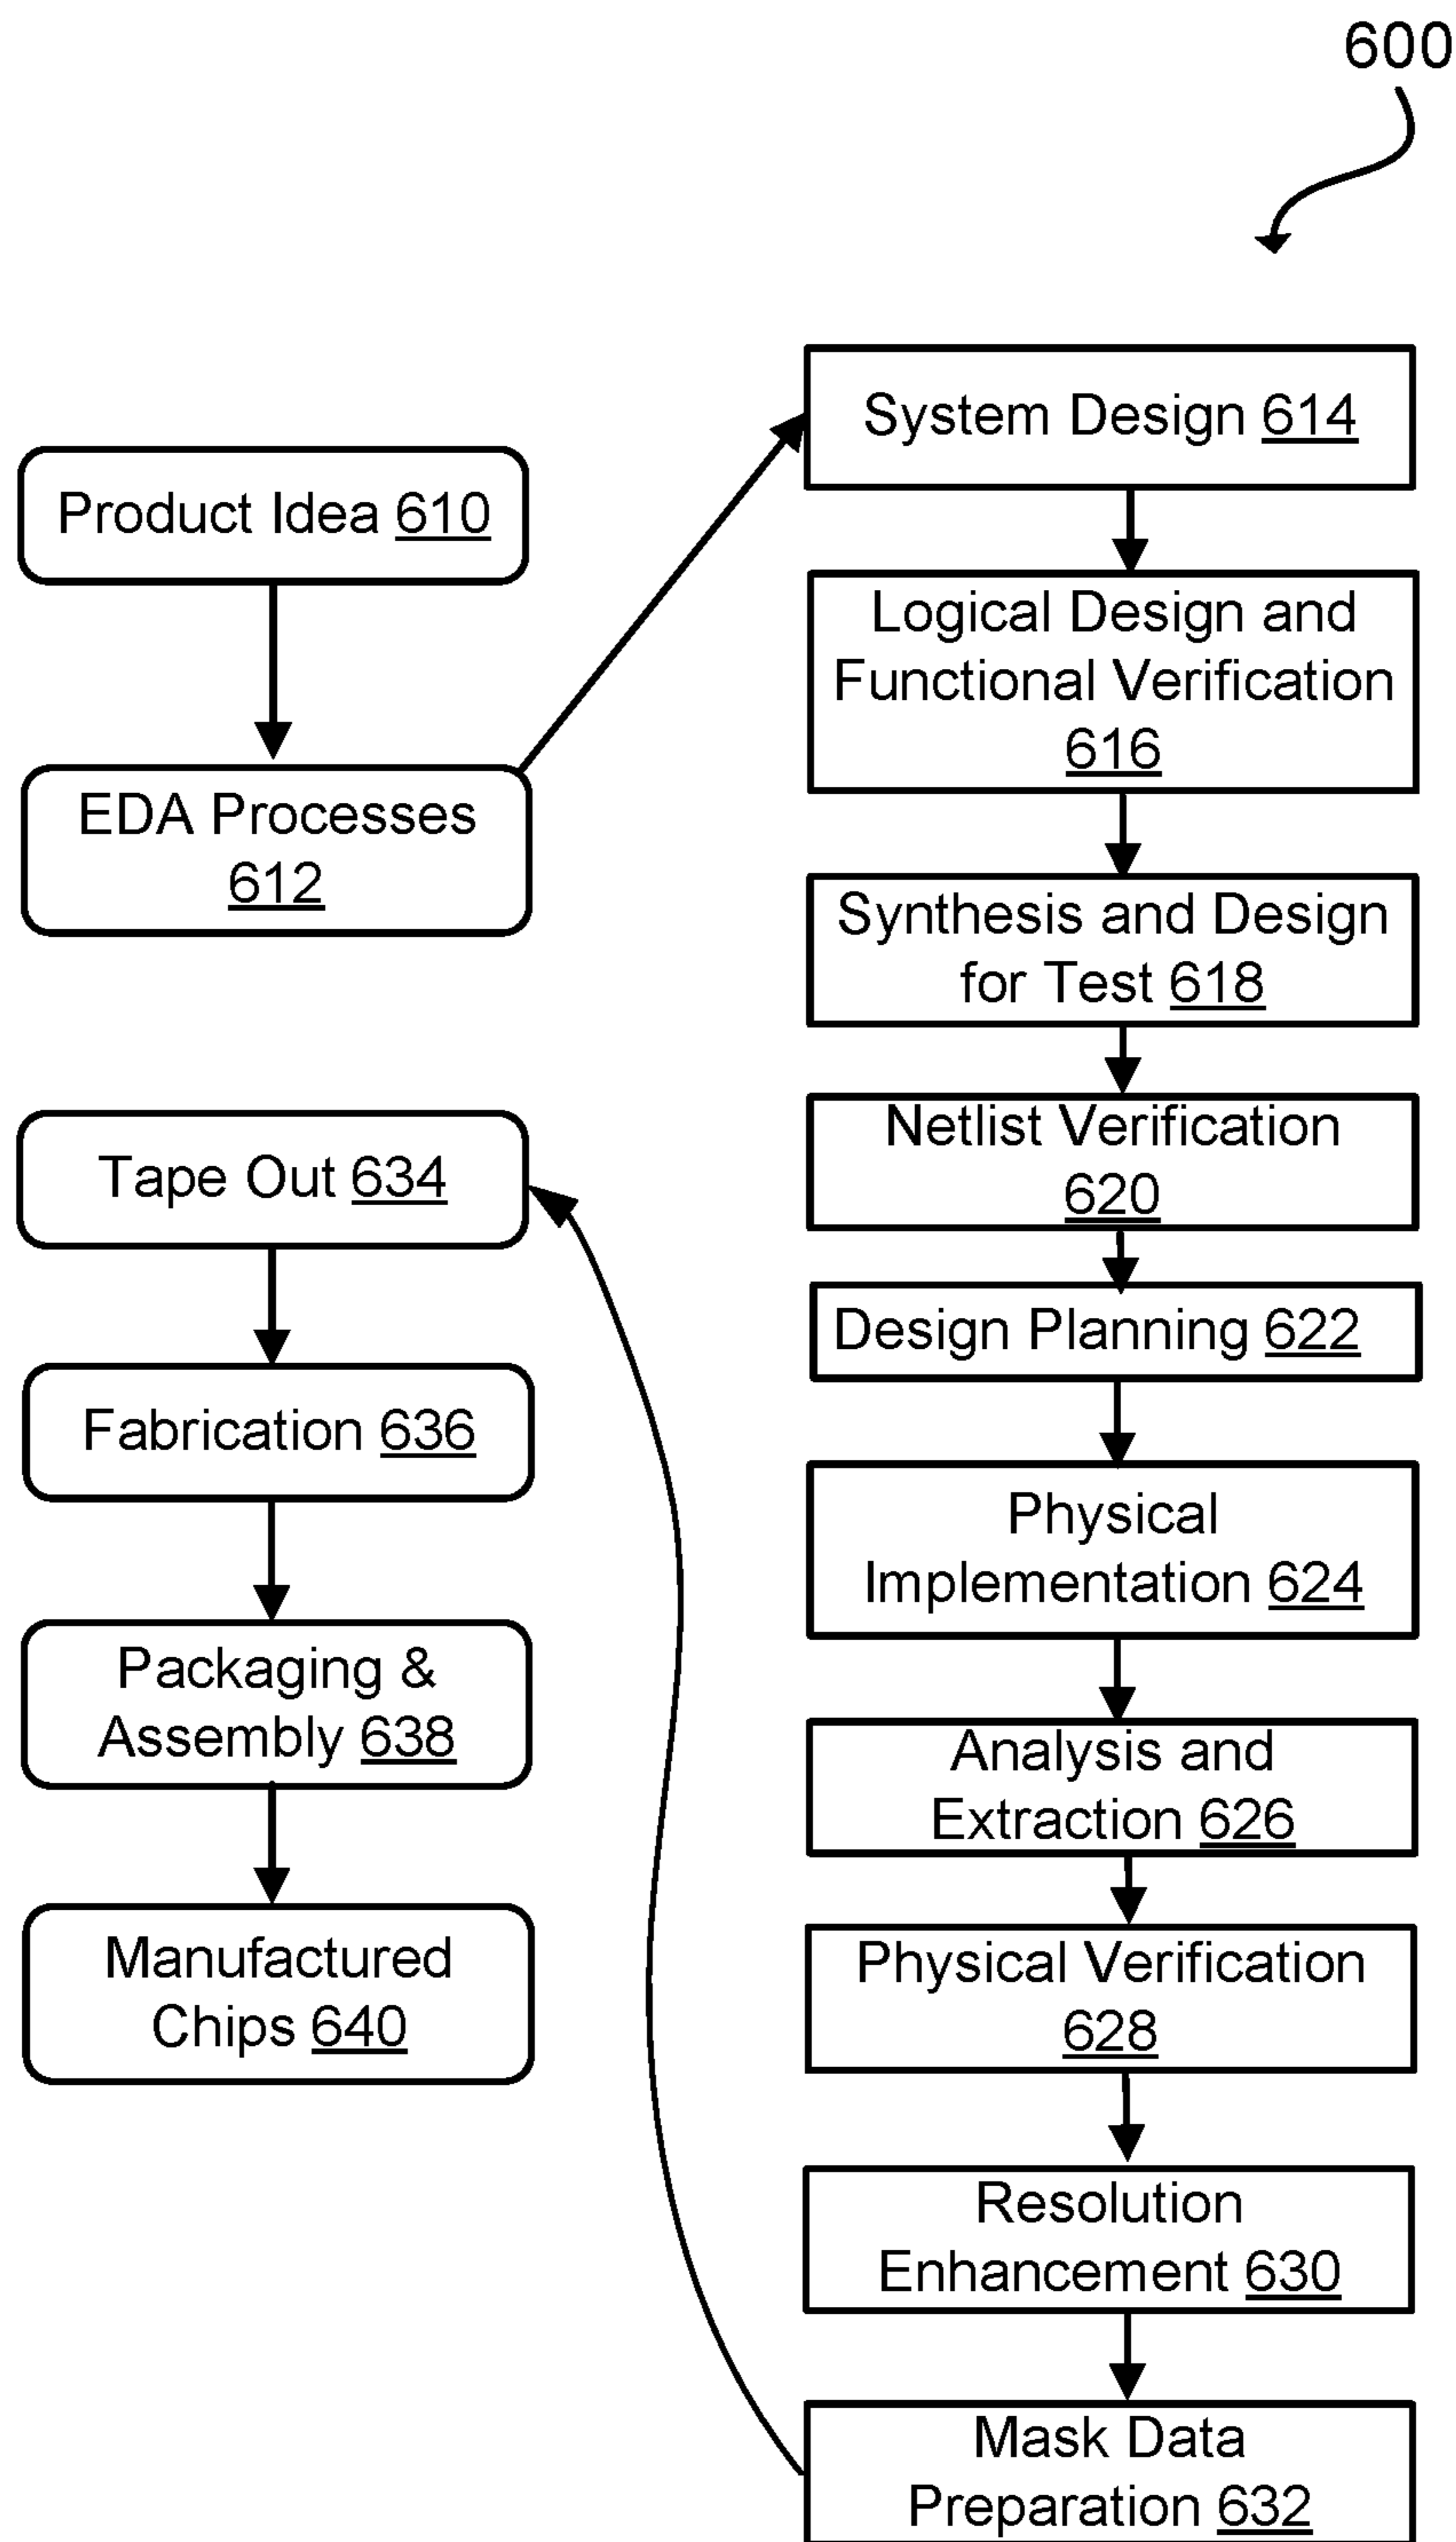 600
Product Idea 610
EDA Processes
612
System Design 614
Logical Design and
Functional Verification
616
Synthesis and Design
for Test 618
Netlist Verification
620
Design Planning 622
Physical
Implementation 624
Analysis and
Extraction 626
Physical Verification
628
Resolution
Enhancement 630
Mask Data
Preparation 632
Tape Out 634
Fabrication 636
Packaging &
Assembly 638
Manufactured
Chips 640